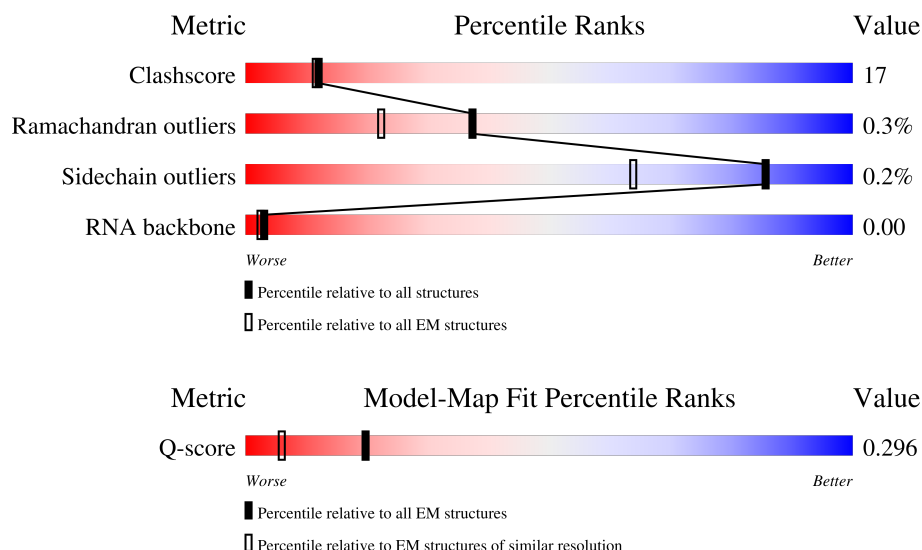 Metric Percentile Ranks Value
Clashscore 17
Ramachandran outliers 0.3%
Sidechain outliers 0.2%
RNA backbone 0.00
Worse Better
Percentile relative to all structures
Percentile relative to all EM structures
Metric Model-Map Fit Percentile Ranks Value
Q-score 0.296
Worse Better
Percentile relative to all EM structures
Percentile relative to EM structures of similar resolution